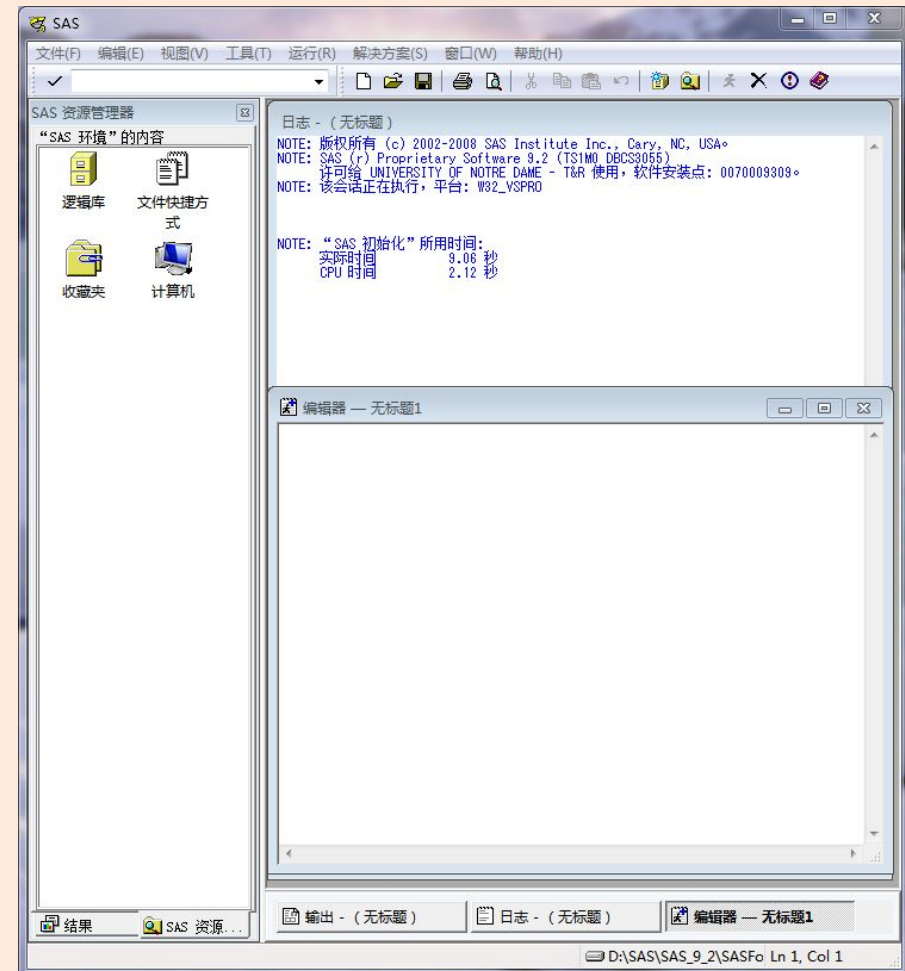 SAS
文件(F) 编辑(E) 视图(V) 工具(T) 运行(R) 解决方案(S) 窗口(W) 帮助(H)
SAS 资源管理器
“SAS 环境”的内容
逻辑库
文件快捷方式
收藏夹
计算机
日志 - (无标题)
NOTE: 版权所有 (c) 2002-2008 SAS Institute Inc., Cary, NC, USA。
NOTE: SAS (r) Proprietary Software 9.2 (TS1M0 DBCS3055)
许可给 UNIVERSITY OF NOTRE DAME - T&R 使用，软件安装点: 0070009309。
NOTE: 该会话正在执行，平台: W32_VSPRO
NOTE: “SAS 初始化”所用时间:
实际时间 9.06 秒
CPU 时间 2.12 秒
编辑器 — 无标题1
结果
SAS 资源...
输出 - (无标题)
日志 - (无标题)
编辑器 — 无标题1
D:\SAS\SAS_9_2\SASFo
Ln 1, Col 1